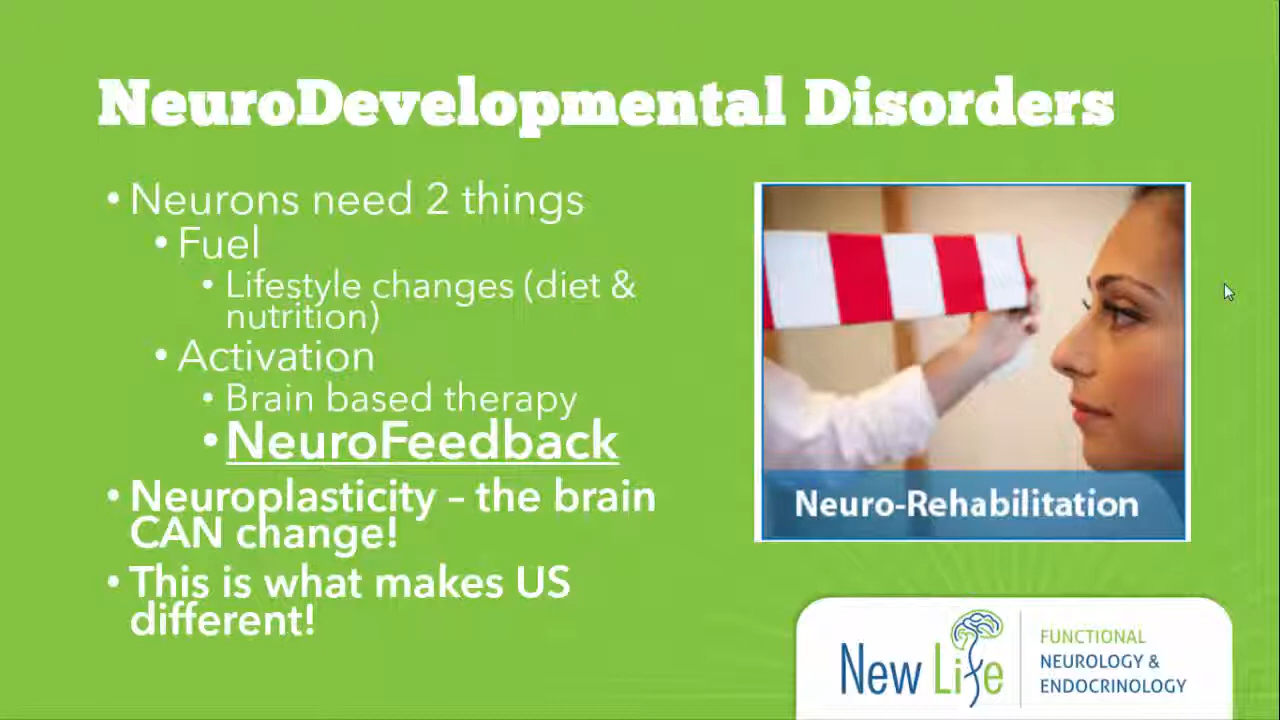 NeuroDevelopmental Disorders
• Neurons need 2 things
• Fuel
• Lifestyle changes (diet &
nutrition)
• Activation
• Brain based therapy
• NeuroFeedback
• Neuroplasticity – the brain
CAN change!
• This is what makes US
different!
Neuro-Rehabilitation
New Life
FUNCTIONAL
NEUROLOGY &
ENDOCRINOLOGY